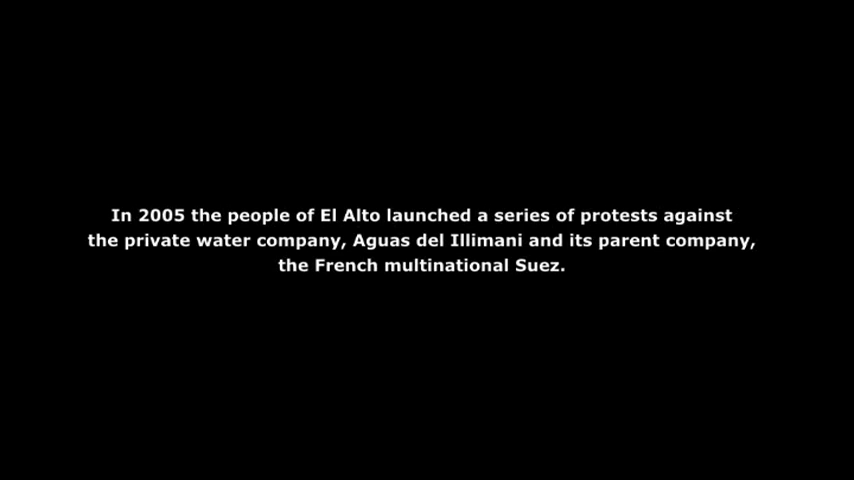 In 2005 the people of El Alto launched a series of protests against
the private water company, Aguas del Illimani and its parent company,
the French multinational Suez.